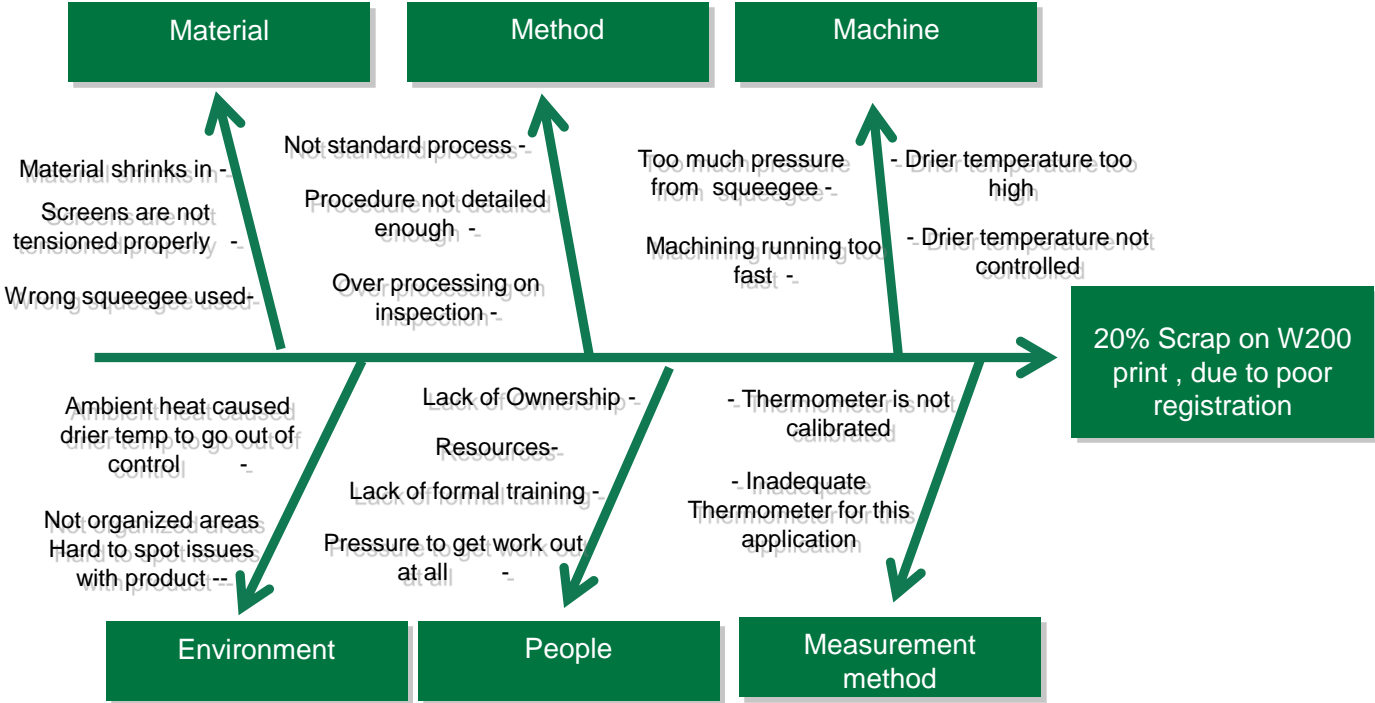 Material
Method
Machine
Not standard process -
Material shrinks in -
Too much pressure
from squeegee -
- Drier temperature too
high
Screens are not
tensioned properly -
Procedure not detailed
enough -
Machining running too
fast -
- Drier temperature not
controlled
Wrong squeegee used-
Over processing on
inspection -
20% Scrap on W200
print , due to poor
registration
Ambient heat caused
drier temp to go out of
control -
Lack of Ownership -
- Thermometer is not
calibrated
Resources-
Lack of formal training -
- Inadequate
Thermometer for this
application
Not organized areas
Hard to spot issues
with product --
Pressure to get work out
at all -
Environment
People
Measurement
method